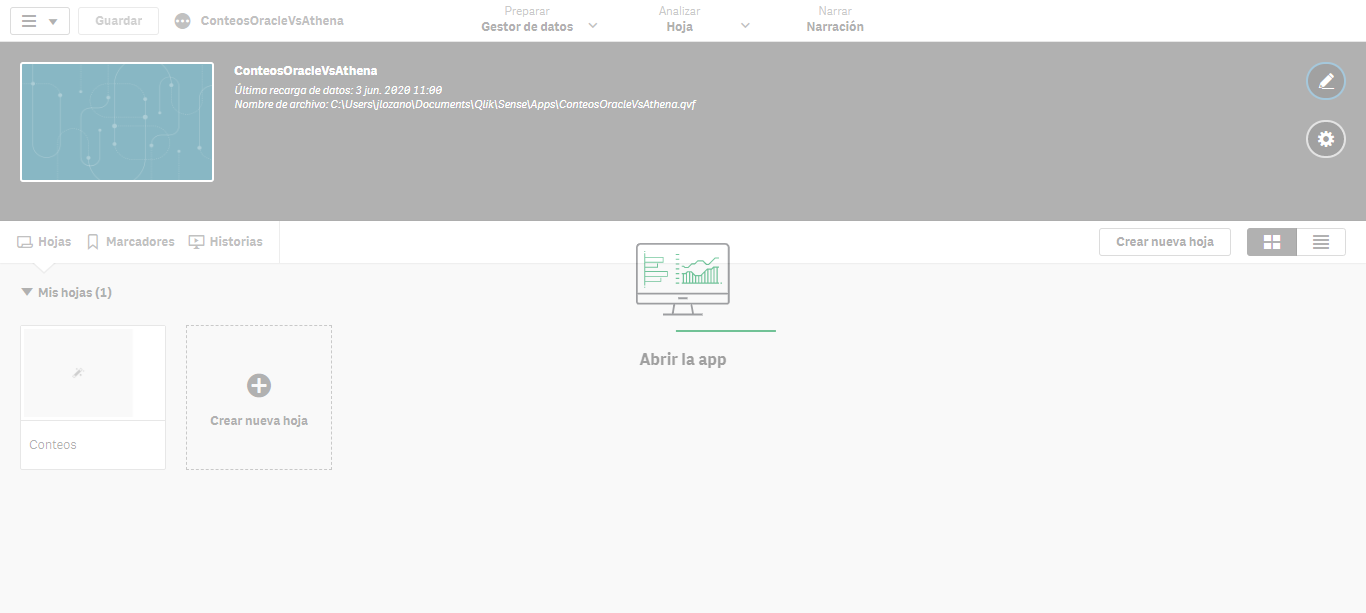 Guardar
ConteosOracleVsAthena
Preparar
Gestor de datos
Analizar
Hoja
Narrar
Narración
ConteosOracleVsAthena
Última recarga de datos: 3 jun. 2020 11:00
Nombre de archivo: C:\Users\jlozano\Documents\Qlik\Sense\Apps\ConteosOracleVsAthena.qvf
Hojas
Marcadores
Historias
Crear nueva hoja
Mis hojas (1)
Abrir la app
Crear nueva hoja
Conteos